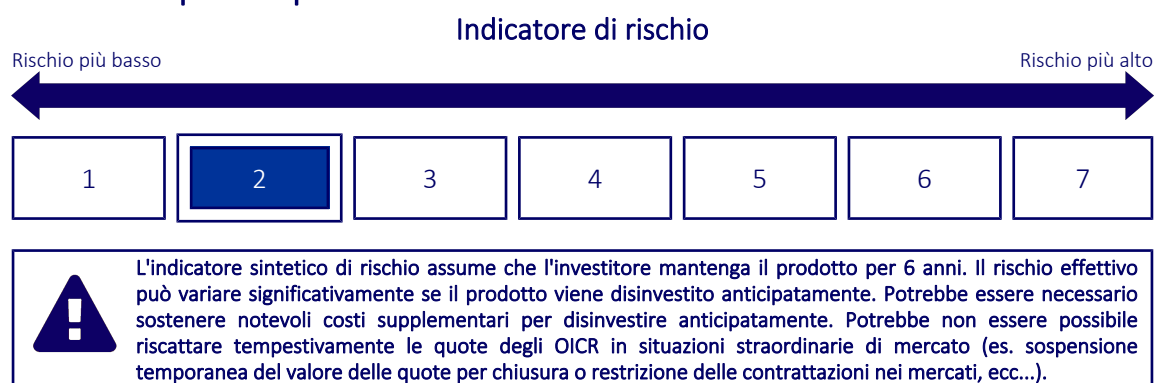 Indicatore di rischio
Rischio più basso
Rischio più alto
1
2
3
4
5
6
7
L'indicatore sintetico di rischio assume che l'investitore mantenga il prodotto per 6 anni. Il rischio effettivo
può variare significativamente se il prodotto viene disinvestito anticipatamente. Potrebbe essere necessario
sostenere notevoli costi supplementari per disinvestire anticipatamente. Potrebbe non essere possibile
riscattare tempestivamente le quote degli OICR in situazioni straordinarie di mercato (es. sospensione
temporanea del valore delle quote per chiusura o restrizione delle contrattazioni nei mercati, ecc...).